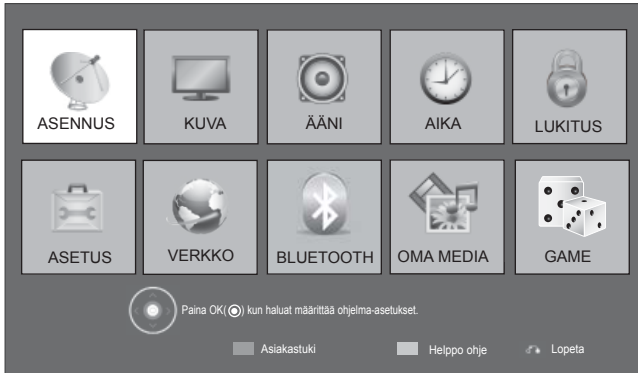 ASENNUS KUVA ÄÄNI AIKA LUKITUS
ASETUS VERKKO BLUETOOTH OMA MEDIA GAME
Paina OK(◉) kun haluat määrittää ohjelma-asetukset.
Asiakastuki Helppo ohje Lopeta